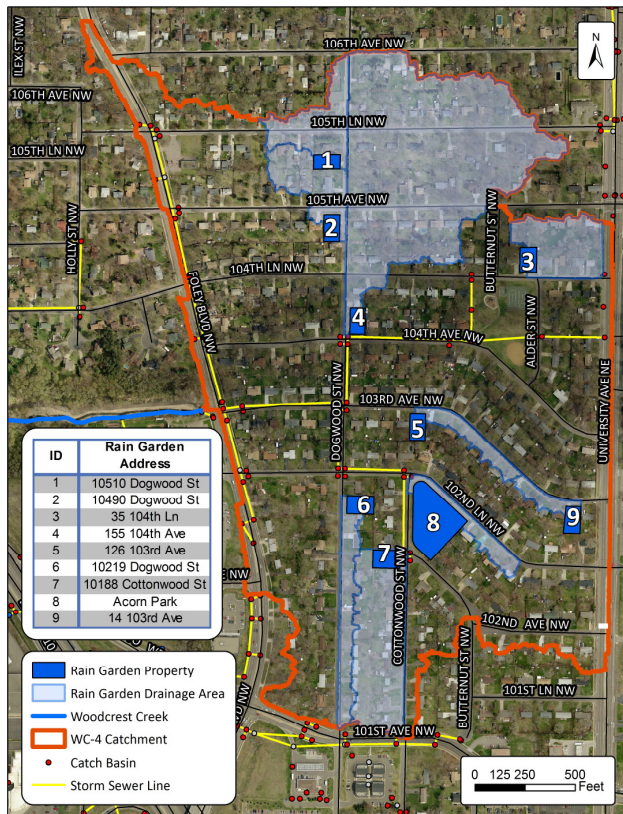 ILEX ST NW
106TH AVE NW
N
106TH AVE NW
105TH LN NW
105TH LN NW
1
105TH AVE NW
2
BUTTERNUT ST NW
3
HOLLY ST NW
104TH LN NW
FOLEY BLVD NW
4
104TH AVE NW
ALDER ST NW
UNIVERSITY AVE NE
103RD AVE NW
DOGWOOD ST NW
5
ID Rain Garden Address
1 10510 Dogwood St
2 10490 Dogwood St
3 35 104th Ln
4 155 104th Ave
5 126 103rd Ave
6 10219 Dogwood St
7 10188 Cottonwood St
8 Acorn Park
9 14 103rd Ave
6
102ND LN NW
8
9
7
COTTONWOOD ST NW
E NW
102ND AVE NW
BUTTERNUT ST NW
101ST LN NW
101ST AVE NW
D NW
10
Rain Garden Property
Rain Garden Drainage Area
Woodcrest Creek
WC-4 Catchment
Catch Basin
Storm Sewer Line
0 125 250 500
Feet